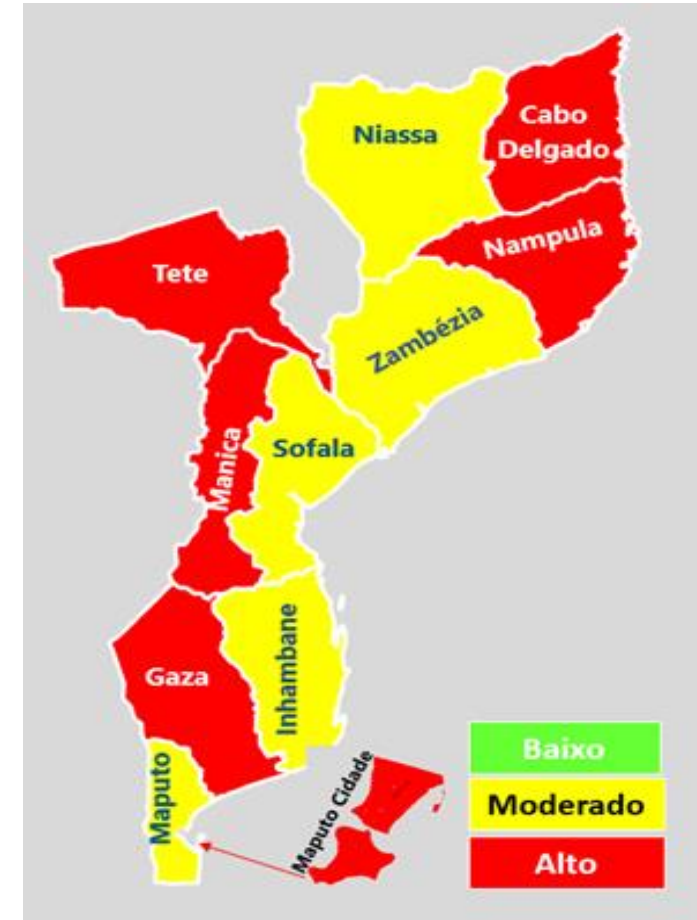 Cabo
Delgado
Niassa
Nampula
Tete
Zambézia
Manica
Sofala
Inhambane
Gaza
Maputo
Maputo Cidade
Baixo
Moderado
Alto